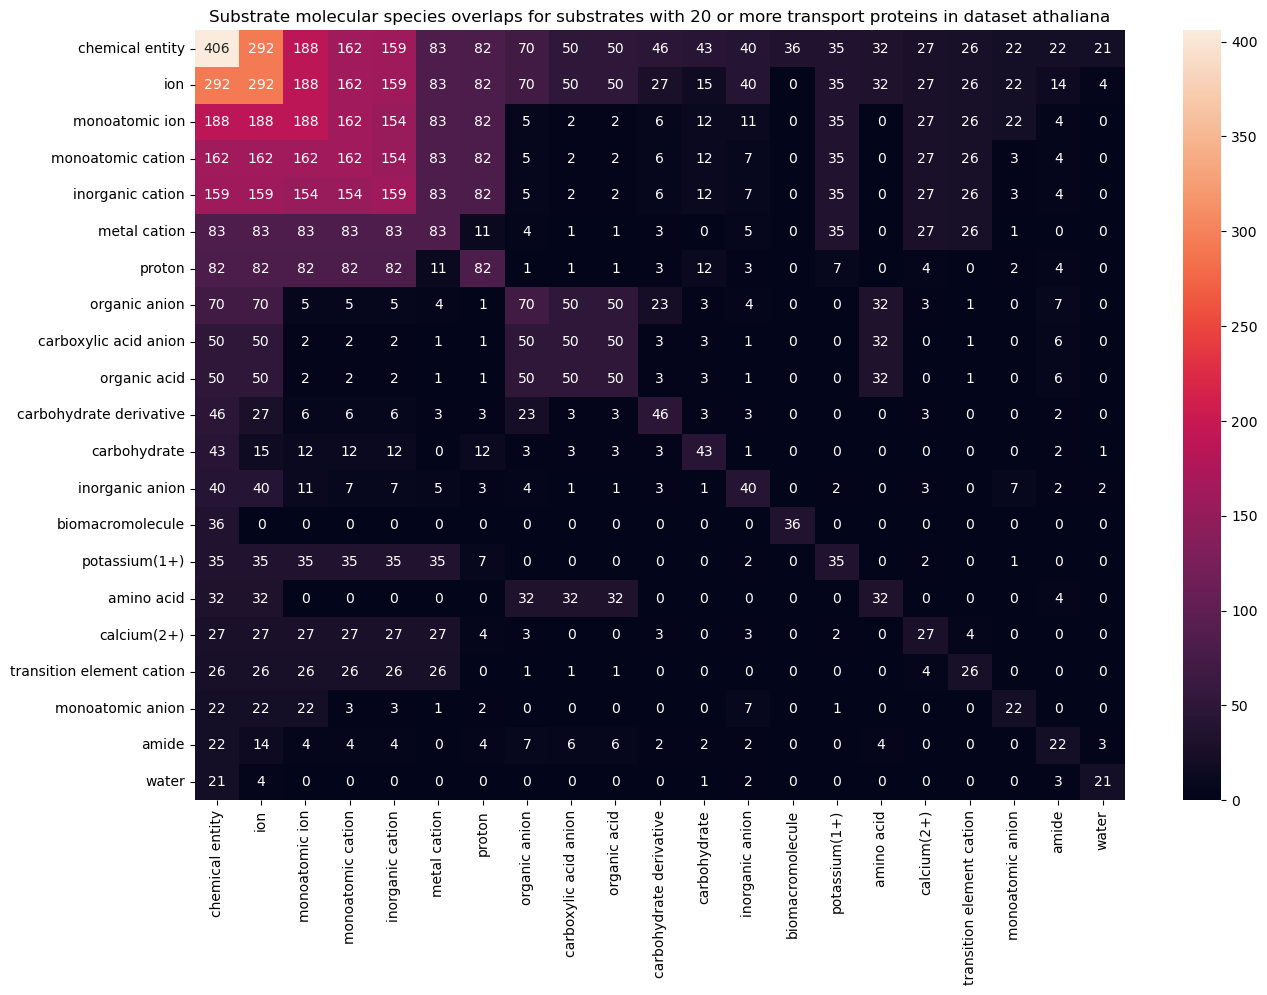 Substrate molecular species overlaps for substrates with 20 or more transport proteins in dataset athaliana
chemical entity 406 292 188 162 159 83 82 70 50 50 46 43 40 36 35 32 27 26 22 22 21
ion 292 292 188 162 159 83 82 70 50 50 27 15 40 0 35 32 27 26 22 14 4
monoatomic ion 188 188 188 162 154 83 82 5 2 2 6 12 11 0 35 0 27 26 22 4 0
monoatomic cation 162 162 162 162 154 83 82 5 2 2 6 12 7 0 35 0 27 26 3 4 0
inorganic cation 159 159 154 154 159 83 82 5 2 2 6 12 7 0 35 0 27 26 3 4 0
metal cation 83 83 83 83 83 83 11 4 1 1 3 0 5 0 35 0 27 26 1 0 0
proton 82 82 82 82 82 11 82 1 1 1 3 12 3 0 7 0 4 0 2 4 0
organic anion 70 70 5 5 5 4 1 70 50 50 23 3 4 0 0 32 3 1 0 7 0
carboxylic acid anion 50 50 2 2 2 1 1 50 50 50 3 3 1 0 0 32 0 1 0 6 0
organic acid 50 50 2 2 2 1 1 50 50 50 3 3 1 0 0 32 0 1 0 6 0
carbohydrate derivative 46 27 6 6 6 3 3 23 3 3 46 3 3 0 0 0 3 0 0 2 0
carbohydrate 43 15 12 12 12 0 12 3 3 3 3 43 1 0 0 0 0 0 0 2 1
inorganic anion 40 40 11 7 7 5 3 4 1 1 3 1 40 0 2 0 3 0 7 2 2
biomacromolecule 36 0 0 0 0 0 0 0 0 0 0 0 0 36 0 0 0 0 0 0 0
potassium(1+) 35 35 35 35 35 35 7 0 0 0 0 0 2 0 35 0 2 0 1 0 0
amino acid 32 32 0 0 0 0 0 32 32 32 0 0 0 0 0 32 0 0 0 4 0
calcium(2+) 27 27 27 27 27 27 4 3 0 0 3 0 3 0 2 0 27 4 0 0 0
transition element cation 26 26 26 26 26 26 0 1 1 1 0 0 0 0 0 0 4 26 0 0 0
monoatomic anion 22 22 22 3 3 1 2 0 0 0 0 0 7 0 1 0 0 0 22 0 0
amide 22 14 4 4 4 0 4 7 6 6 2 2 2 0 0 4 0 0 0 22 3
water 21 4 0 0 0 0 0 0 0 0 0 1 2 0 0 0 0 0 0 3 21
chemical entity
ion
monoatomic ion
monoatomic cation
inorganic cation
metal cation
proton
organic anion
carboxylic acid anion
organic acid
carbohydrate derivative
carbohydrate
inorganic anion
biomacromolecule
potassium(1+)
amino acid
calcium(2+)
transition element cation
monoatomic anion
amide
water
400
350
300
250
200
150
100
50
0